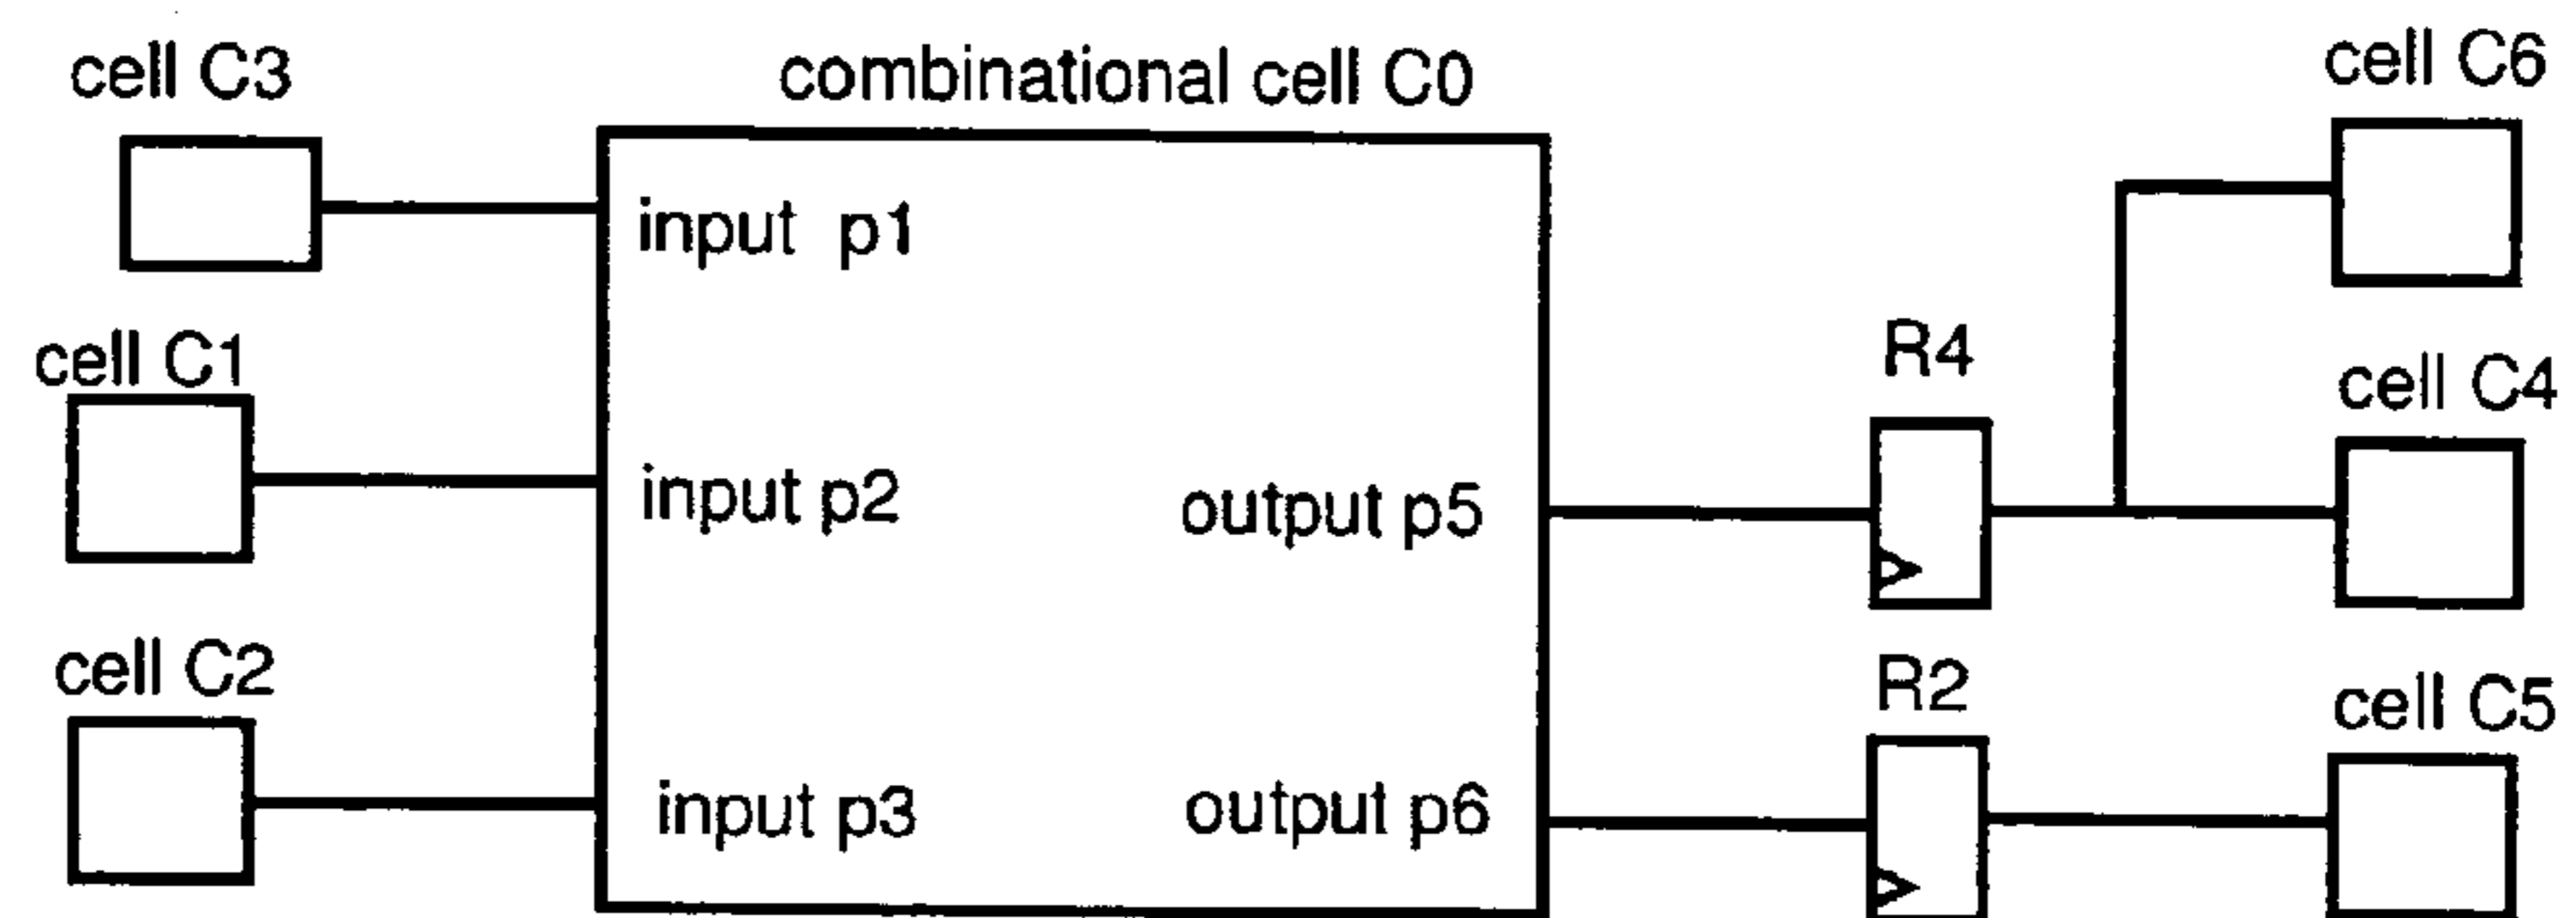 cell C3
combinational cell C0
cell C6
input p1
cell C1
R4
cell C4
input p2
output p5
cell C2
R2
cell C5
input p3
output p6